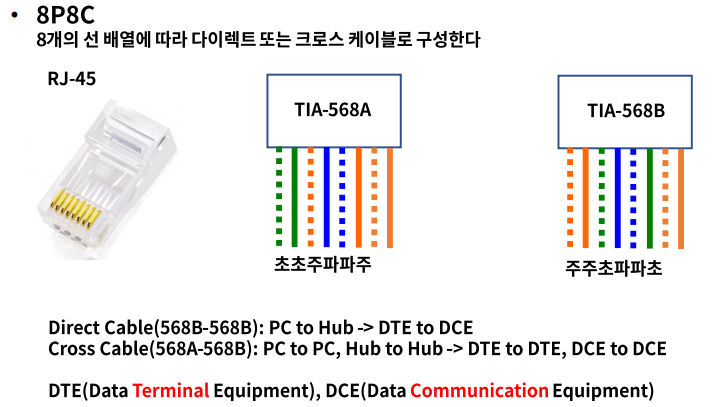 • 8P8C
8개의 선 배열에 따라 다이렉트 또는 크로스 케이블로 구성한다
RJ-45
TIA-568A
TIA-568B
초초주파파주
주주초파파초
Direct Cable(568B-568B): PC to Hub -> DTE to DCE
Cross Cable(568A-568B): PC to PC, Hub to Hub -> DTE to DTE, DCE to DCE
DTE(Data Terminal Equipment), DCE(Data Communication Equipment)